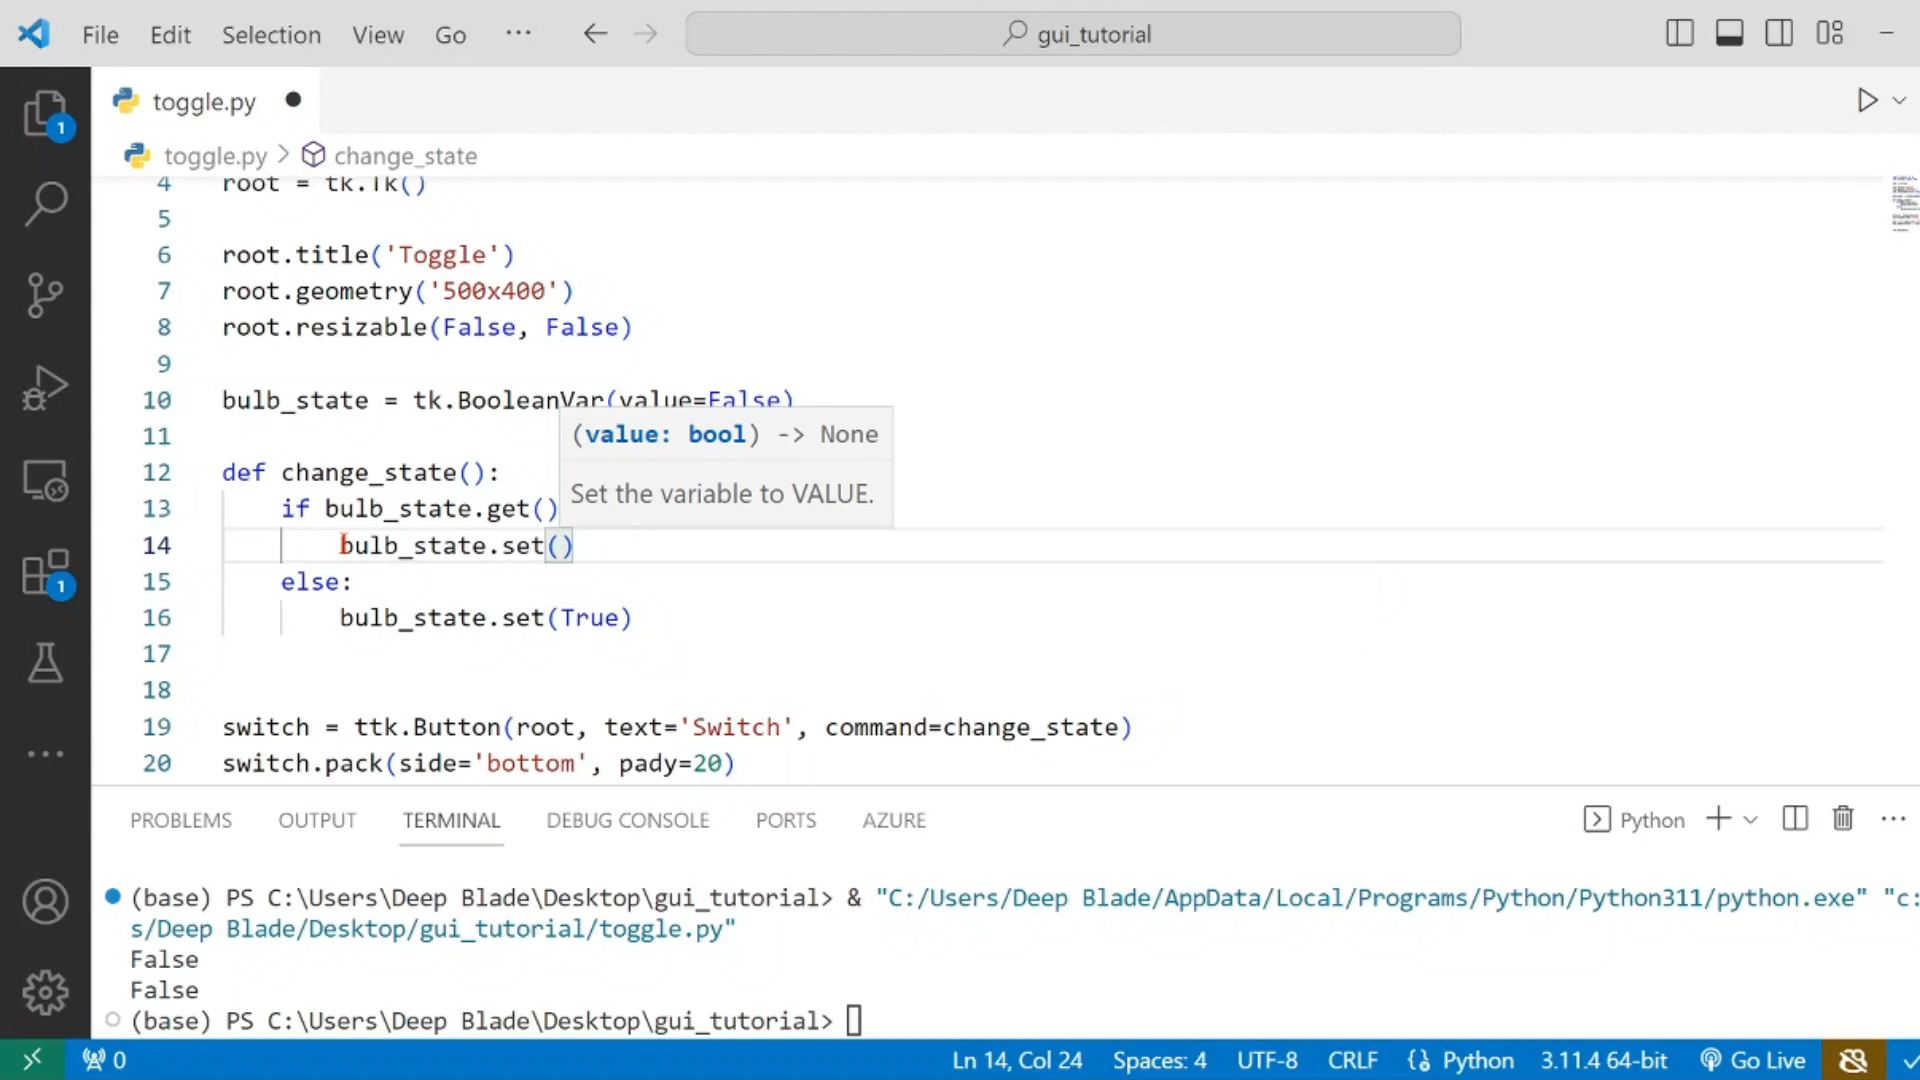 File Edit Selection View Go ··· gui_tutorial
toggle.py
toggle.py > change_state
4 root = tk.Tk()
5
6 root.title('Toggle')
7 root.geometry('500x400')
8 root.resizable(False, False)
9
10 bulb_state = tk.BooleanVar(value=False)
11
(value: bool) -> None
12 def change_state():
Set the variable to VALUE.
13 if bulb_state.get()
14 bulb_state.set()
15 else:
16 bulb_state.set(True)
17
18
19 switch = ttk.Button(root, text='Switch', command=change_state)
20 switch.pack(side='bottom', pady=20)
1
1
PROBLEMS OUTPUT TERMINAL DEBUG CONSOLE PORTS AZURE Python
(base) PS C:\Users\Deep Blade\Desktop\gui_tutorial> & "C:/Users/Deep Blade/AppData/Local/Programs/Python/Python311/python.exe" "c:
s/Deep Blade/Desktop/gui_tutorial/toggle.py"
False
False
(base) PS C:\Users\Deep Blade\Desktop\gui_tutorial>
0 Ln 14, Col 24 Spaces: 4 UTF-8 CRLF Python 3.11.4 64-bit Go Live